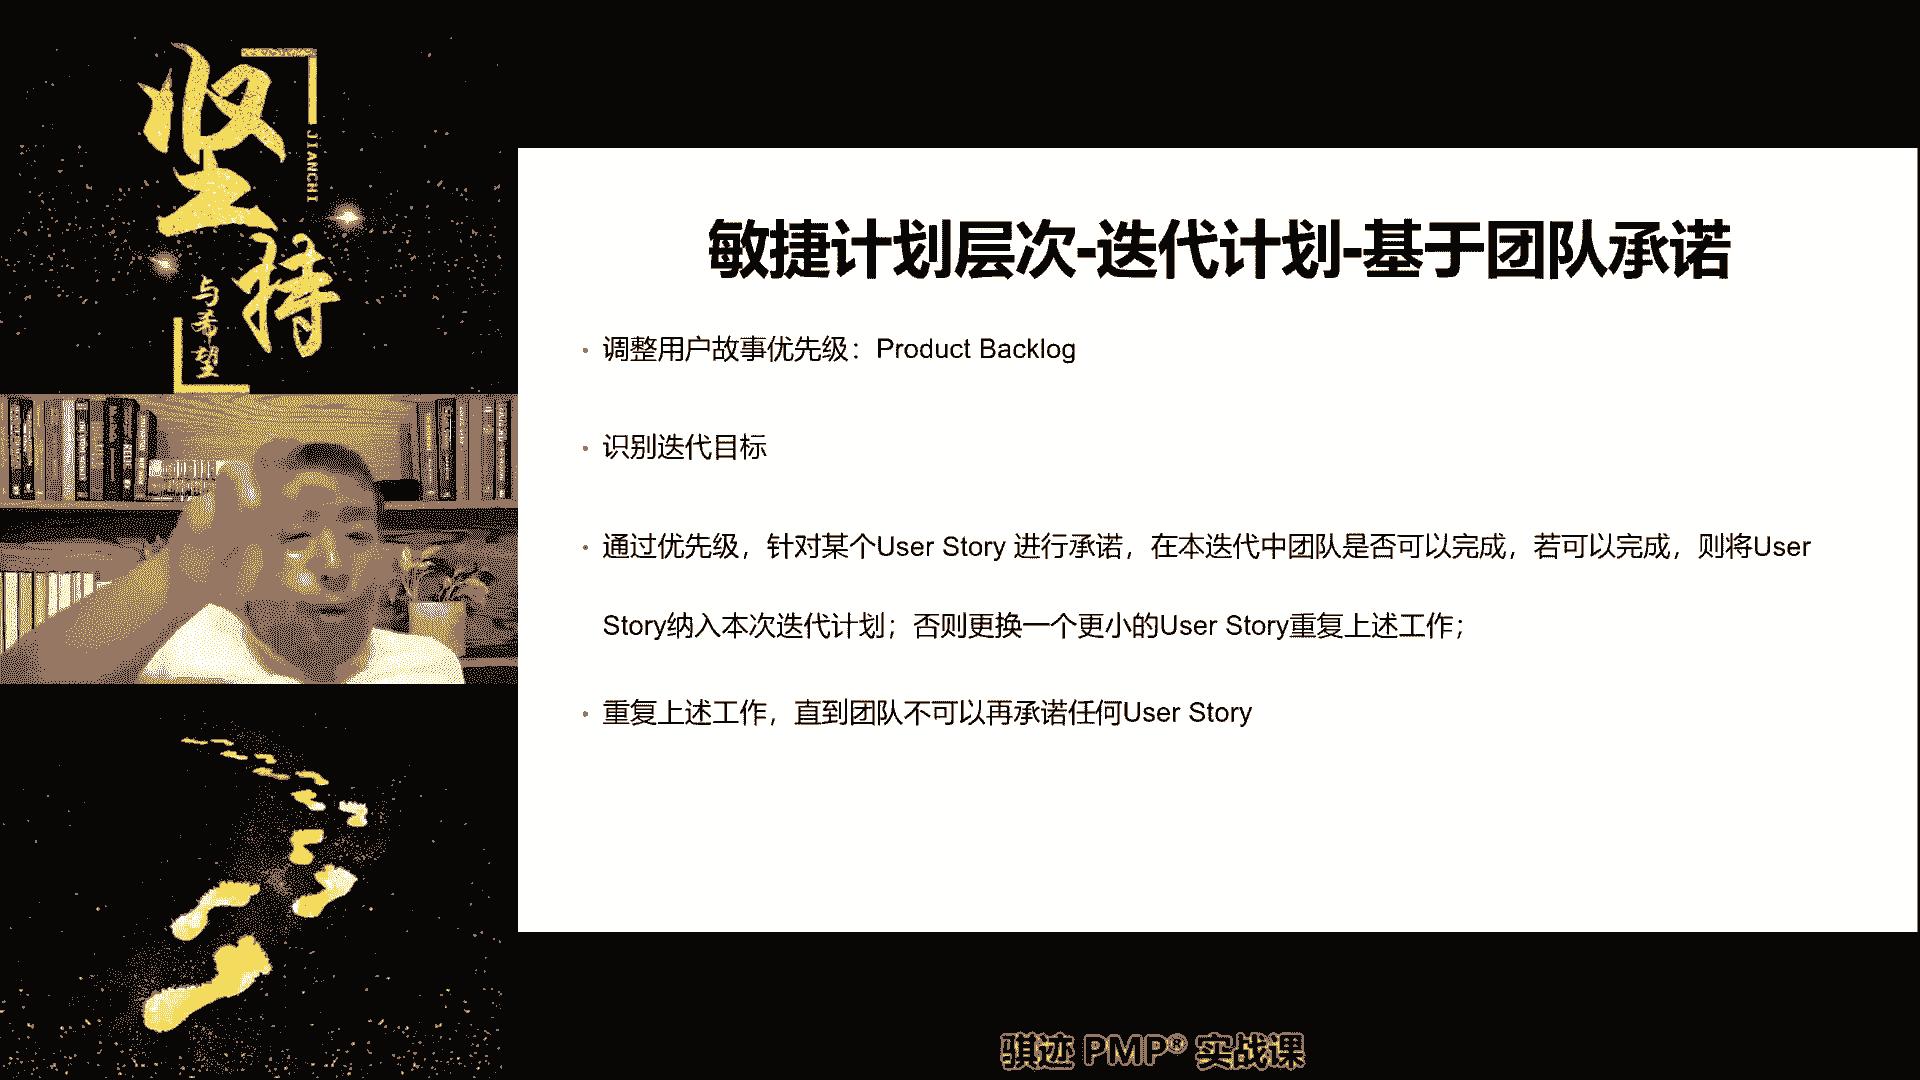 坚持
JIANCHI
与希望
敏捷计划层次-迭代计划-基于团队承诺
· 调整用户故事优先级：Product Backlog
· 识别迭代目标
· 通过优先级，针对某个User Story 进行承诺，在本迭代中团队是否可以完成，若可以完成，则将User
Story纳入本次迭代计划；否则更换一个更小的User Story重复上述工作；
· 重复上述工作，直到团队不可以再承诺任何User Story
骐迹 PMP® 实战课